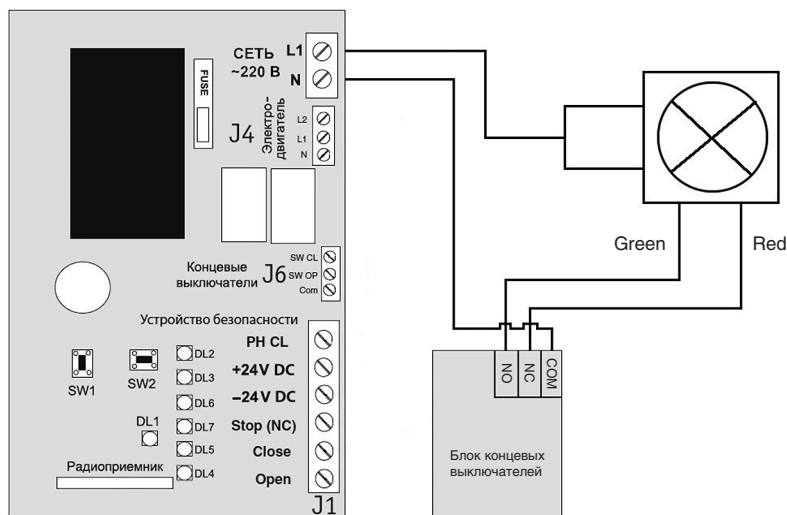 СЕТЬ
~220 В
L1
N
FUSE
J4
Электро-
двигатель
L2
L1
N
Концевые
выключатели
J6
SW CL
SW OP
Com
Устройство безопасности
PH CL
+24V DC
–24V DC
Stop (NC)
Close
Open
J1
SW1
SW2
DL2
DL3
DL6
DL1
DL7
DL5
DL4
Радиоприемник
Green
Red
NO
NC
COM
Блок концевых
выключателей